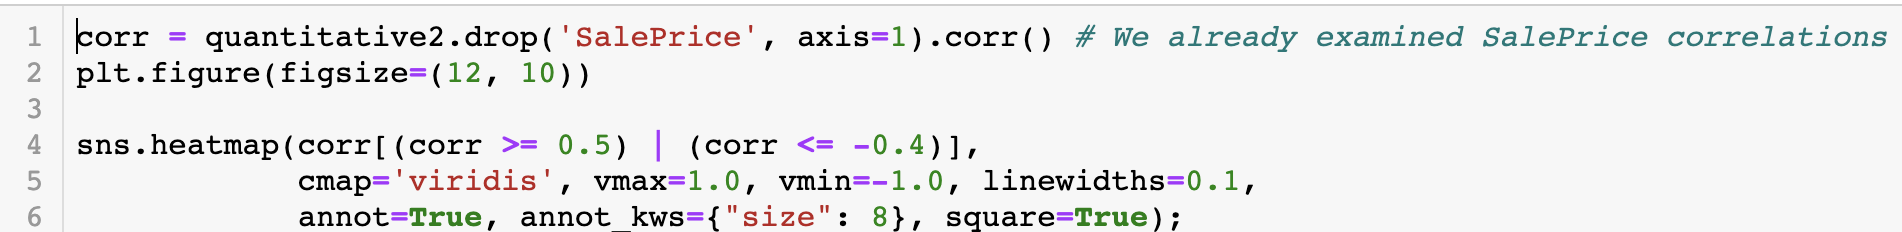 1 corr = quantitative2.drop('SalePrice', axis=1).corr() # We already examined SalePrice correlations
2 plt.figure(figsize=(12, 10))
3
4 sns.heatmap(corr[(corr >= 0.5) | (corr <= -0.4)],
5             cmap='viridis', vmax=1.0, vmin=-1.0, linewidths=0.1,
6             annot=True, annot_kws={"size": 8}, square=True);